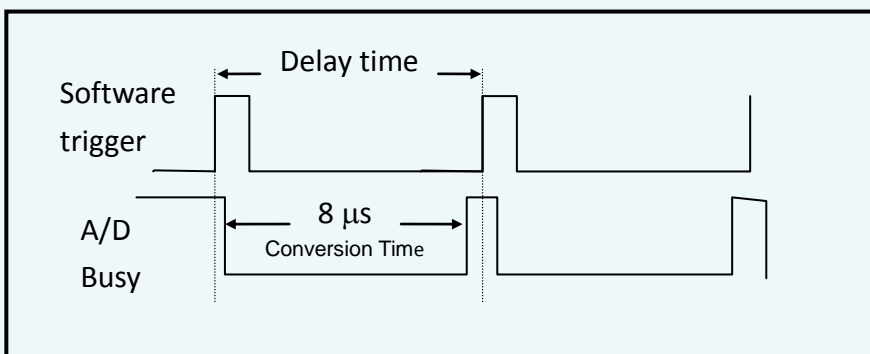 Delay time
Software
trigger
8 μs
Conversion Time
A/D
Busy